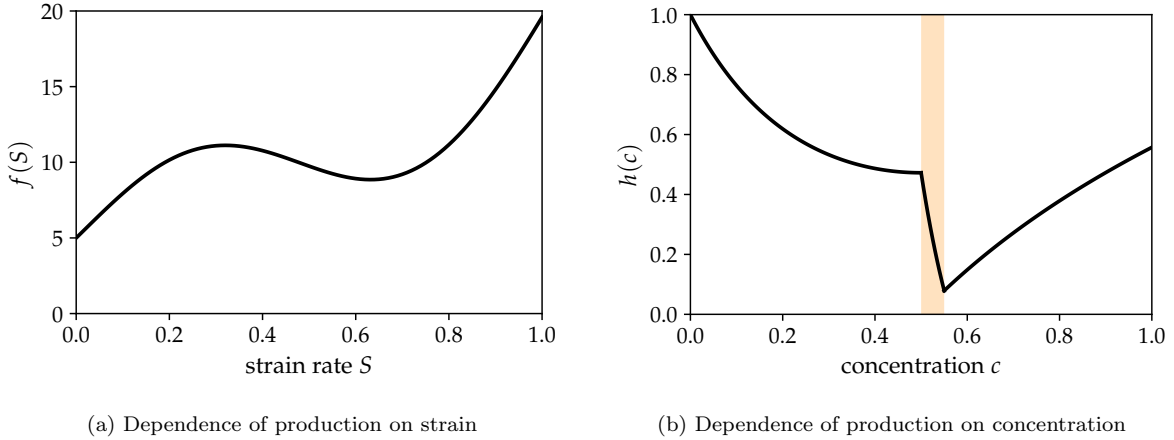 20
15
10
5
0
f(S)
0.0 0.2 0.4 0.6 0.8 1.0
strain rate S
(a) Dependence of production on strain
1.0
0.8
0.6
0.4
0.2
0.0
h(c)
0.0 0.2 0.4 0.6 0.8 1.0
concentration c
(b) Dependence of production on concentration